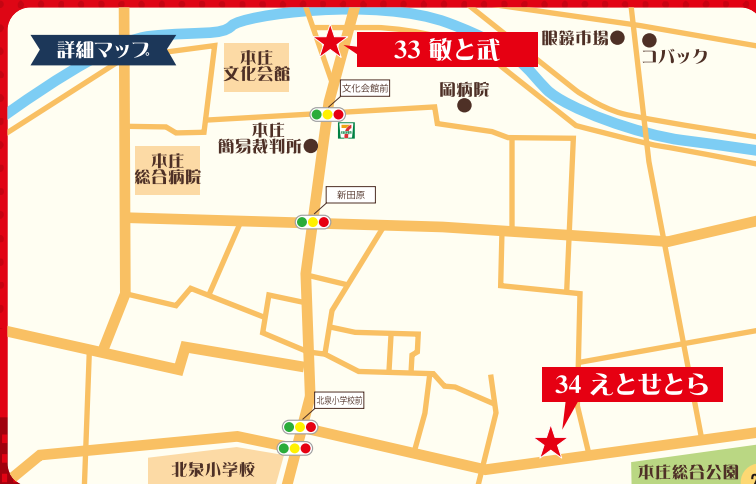 詳細マップ
本庄
文化会館
33 敏と武
眼鏡市場
コバック
文化会館前
岡病院
本庄
簡易裁判所
7
本庄
総合病院
新田原
34 えとせとら
北泉小学校前
北泉小学校
本庄総合公園